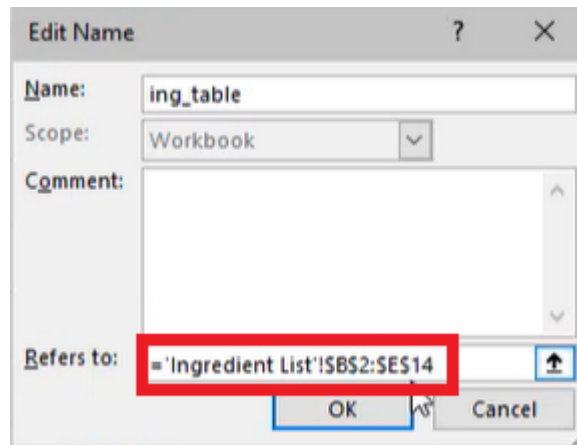 Edit Name ? ×
Name: ing_table
Scope: Workbook
Comment:
Refers to: ='Ingredient List'!$B$2:$E$14
OK Cancel